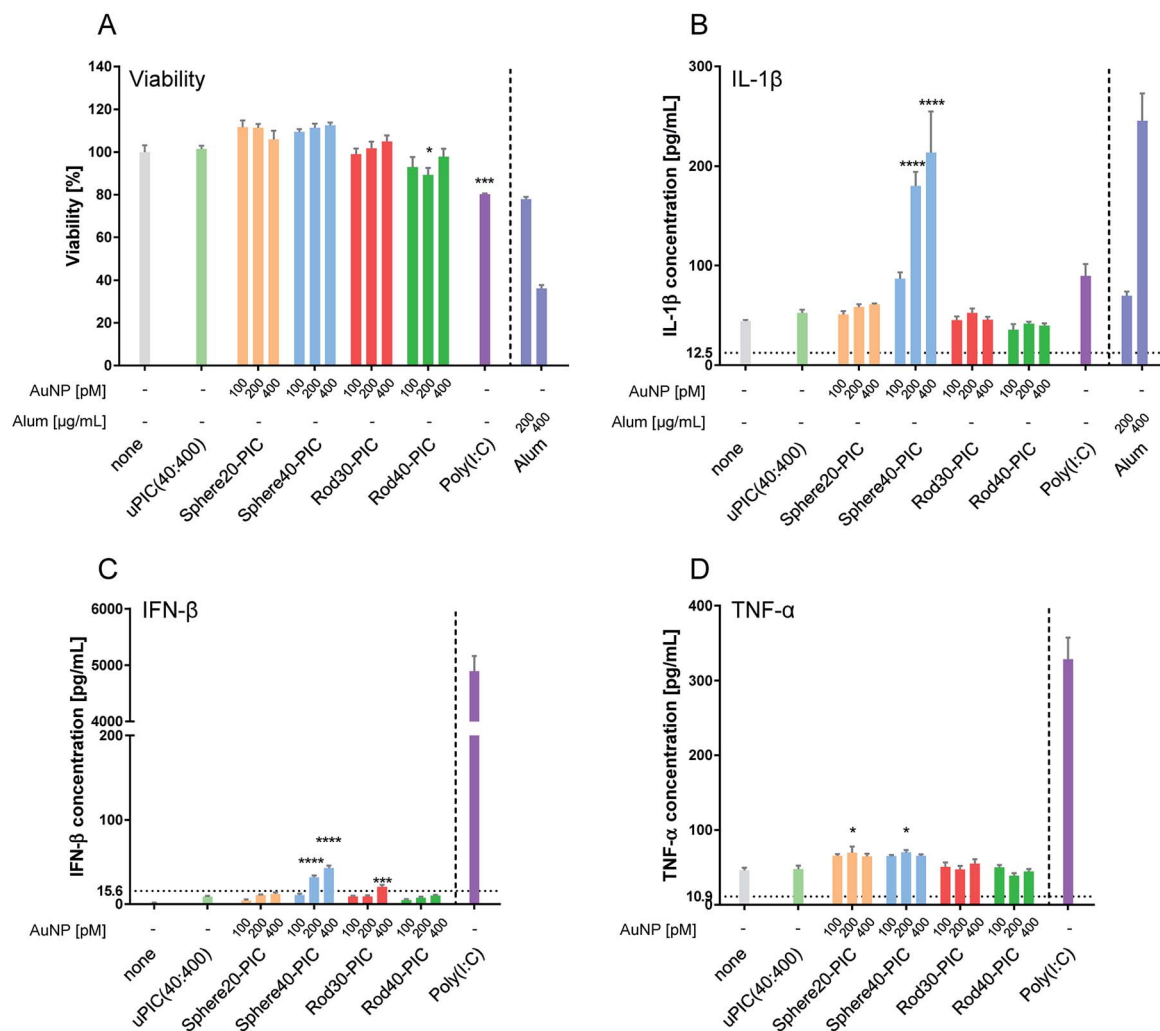 A
Viability
Viability [%]
140
120
100
80
60
40
20
0
*
***
AuNP [pM]
- - 100 200 400 100 200 400 100 200 400 100 200 400 - -
Alum [µg/mL]
200 400
none
uPIC(40:400)
Sphere20-PIC
Sphere40-PIC
Rod30-PIC
Rod40-PIC
Poly(I:C)
Alum
B
IL-1β
IL-1β concentration [pg/mL]
300
200
100
12.5
0
****
****
AuNP [pM]
- - 100 200 400 100 200 400 100 200 400 100 200 400 - -
Alum [µg/mL]
200 400
none
uPIC(40:400)
Sphere20-PIC
Sphere40-PIC
Rod30-PIC
Rod40-PIC
Poly(I:C)
Alum
C
IFN-β
IFN-β concentration [pg/mL]
6000
5000
4000
200
100
15.6
0
****
****
***
AuNP [pM]
- - 100 200 400 100 200 400 100 200 400 100 200 400 -
none
uPIC(40:400)
Sphere20-PIC
Sphere40-PIC
Rod30-PIC
Rod40-PIC
Poly(I:C)
D
TNF-α
TNF-α concentration [pg/mL]
400
300
200
100
10.9
0
*
*
AuNP [pM]
- - 100 200 400 100 200 400 100 200 400 100 200 400 -
none
uPIC(40:400)
Sphere20-PIC
Sphere40-PIC
Rod30-PIC
Rod40-PIC
Poly(I:C)